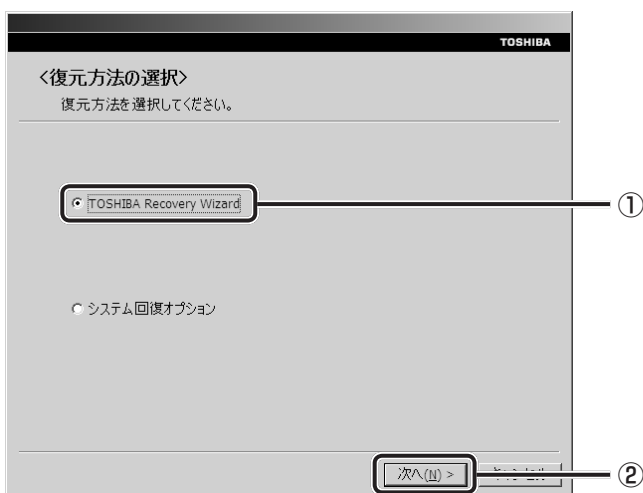 TOSHIBA
<復元方法の選択>
復元方法を選択してください。
TOSHIBA Recovery Wizard
①
システム回復オプション
次へ(N) >
②